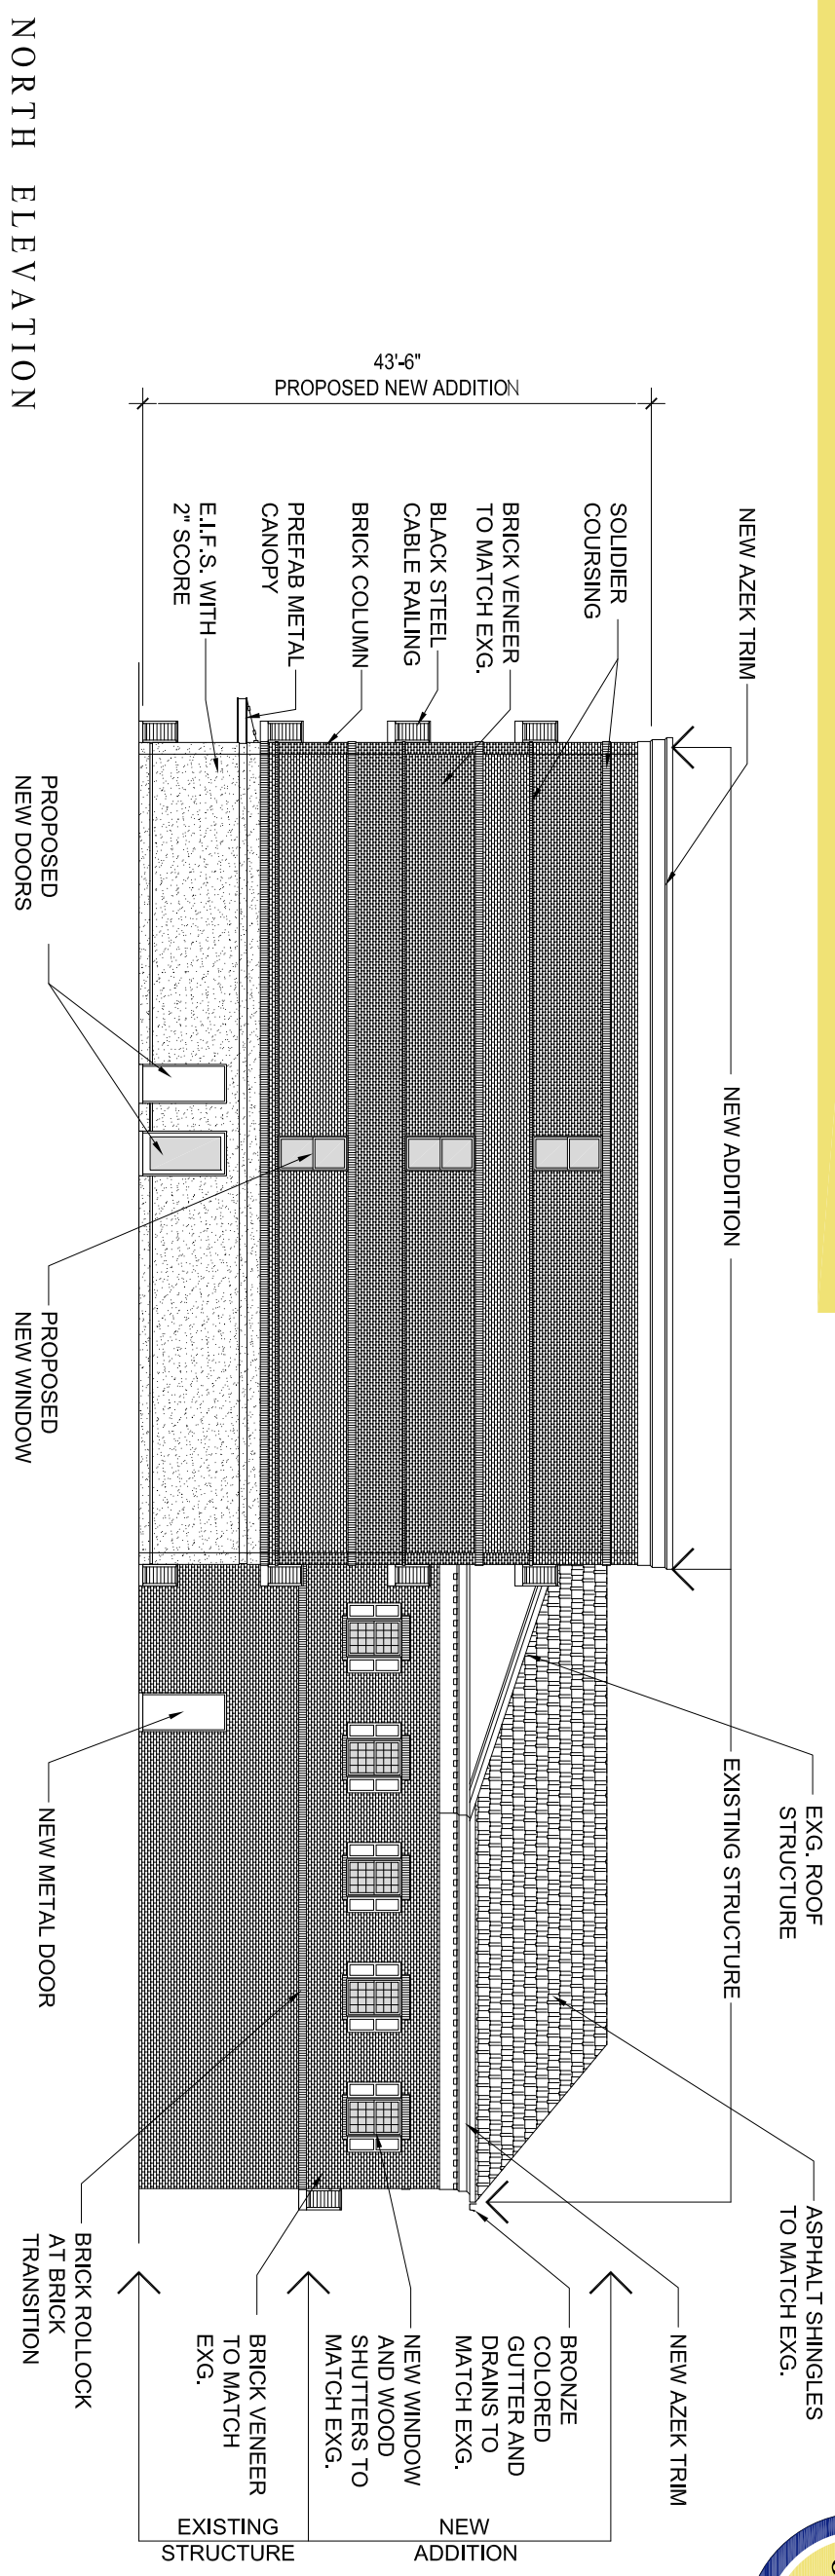 NORTH ELEVATION
43'-6"
PROPOSED NEW ADDITION
NEW AZEK TRIM
SOLIDIER
COURSING
BRICK VENEER
TO MATCH EXG.
BLACK STEEL
CABLE RAILING
BRICK COLUMN
PREFAB METAL
CANOPY
E.I.F.S. WITH
2" SCORE
PROPOSED
NEW DOORS
PROPOSED
NEW WINDOW
NEW ADDITION
EXISTING STRUCTURE
EXG. ROOF
STRUCTURE
NEW METAL DOOR
ASPHALT SHINGLES
TO MATCH EXG.
NEW AZEK TRIM
BRONZE
COLORED
GUTTER AND
DRAINS TO
MATCH EXG.
NEW WINDOW
AND WOOD
SHUTTERS TO
MATCH EXG.
BRICK VENEER
TO MATCH
EXG.
BRICK ROLLOCK
AT BRICK
TRANSITION
NEW
ADDITION
EXISTING
STRUCTURE